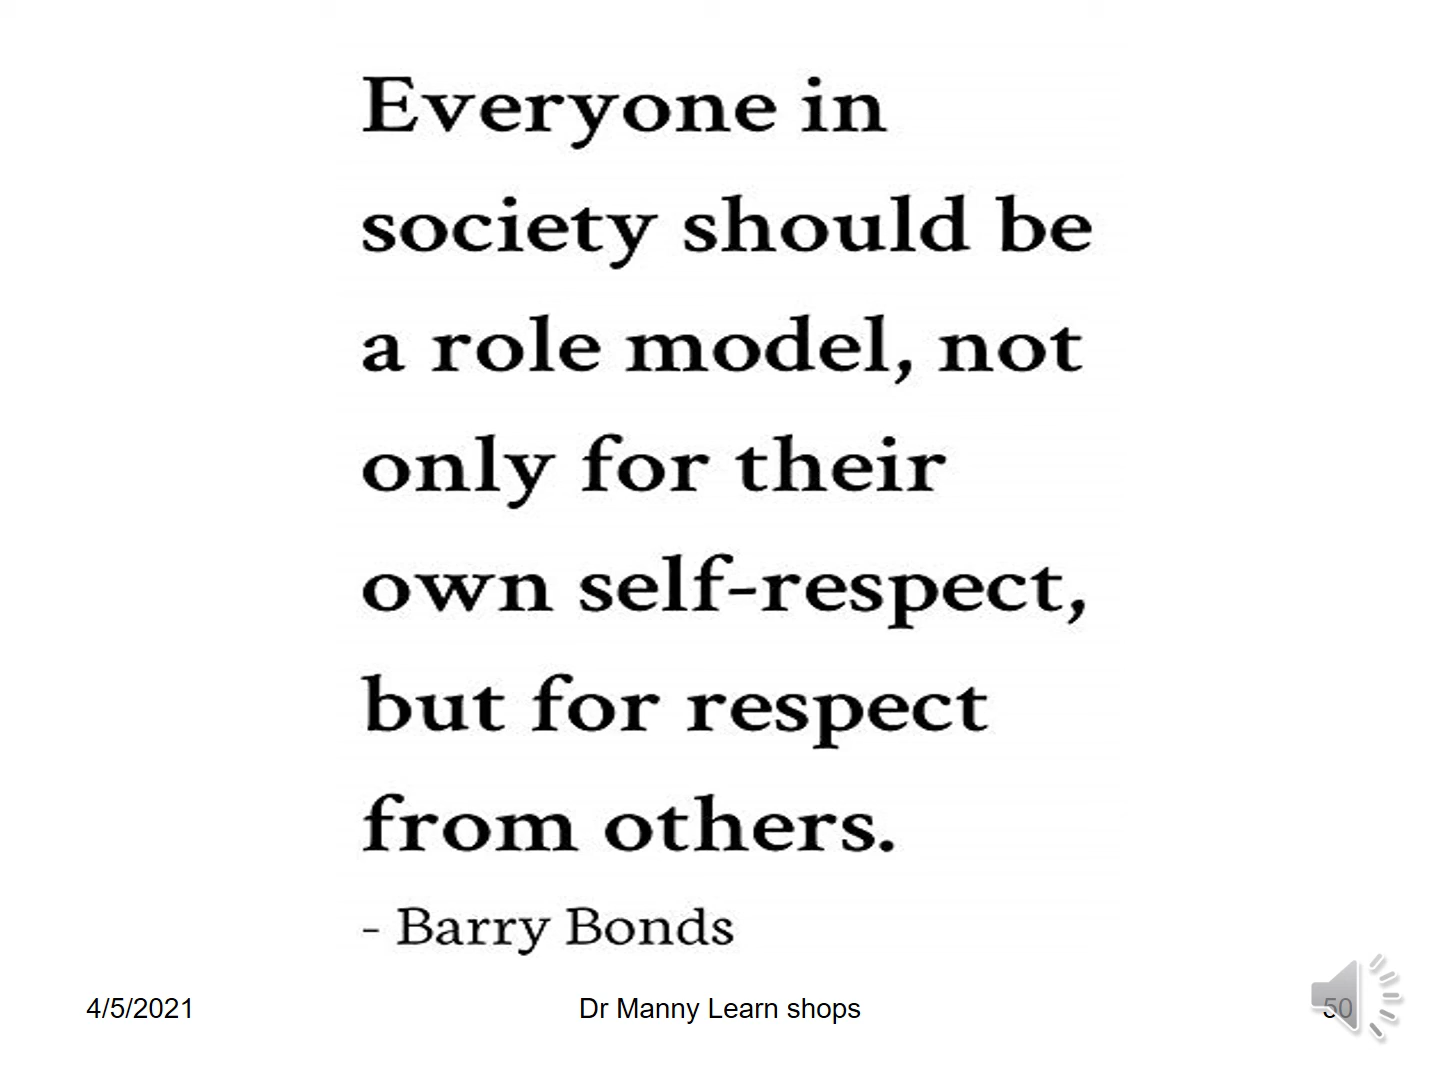 Everyone in
society should be
a role model, not
only for their
own self-respect,
but for respect
from others.
- Barry Bonds
4/5/2021
Dr Manny Learn shops
50